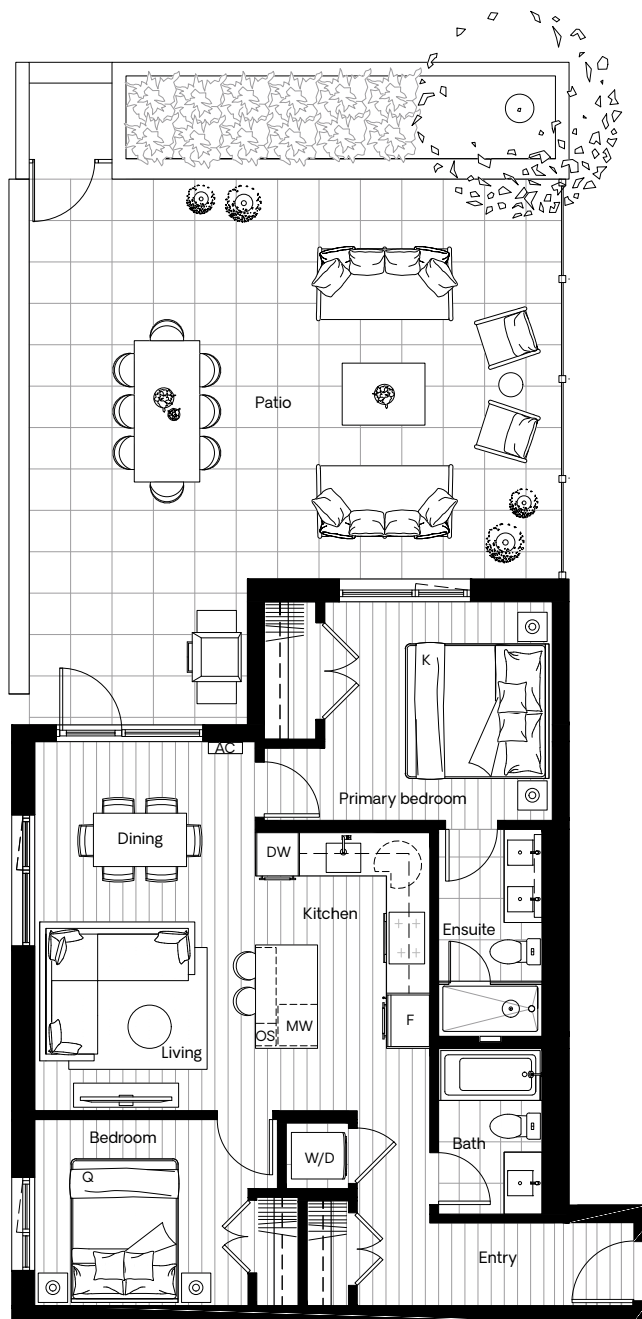 Patio
K
AC
Primary bedroom
Dining
DW
Kitchen
Ensuite
OS
MW
F
Living
Bedroom
Bath
W/D
Q
Entry